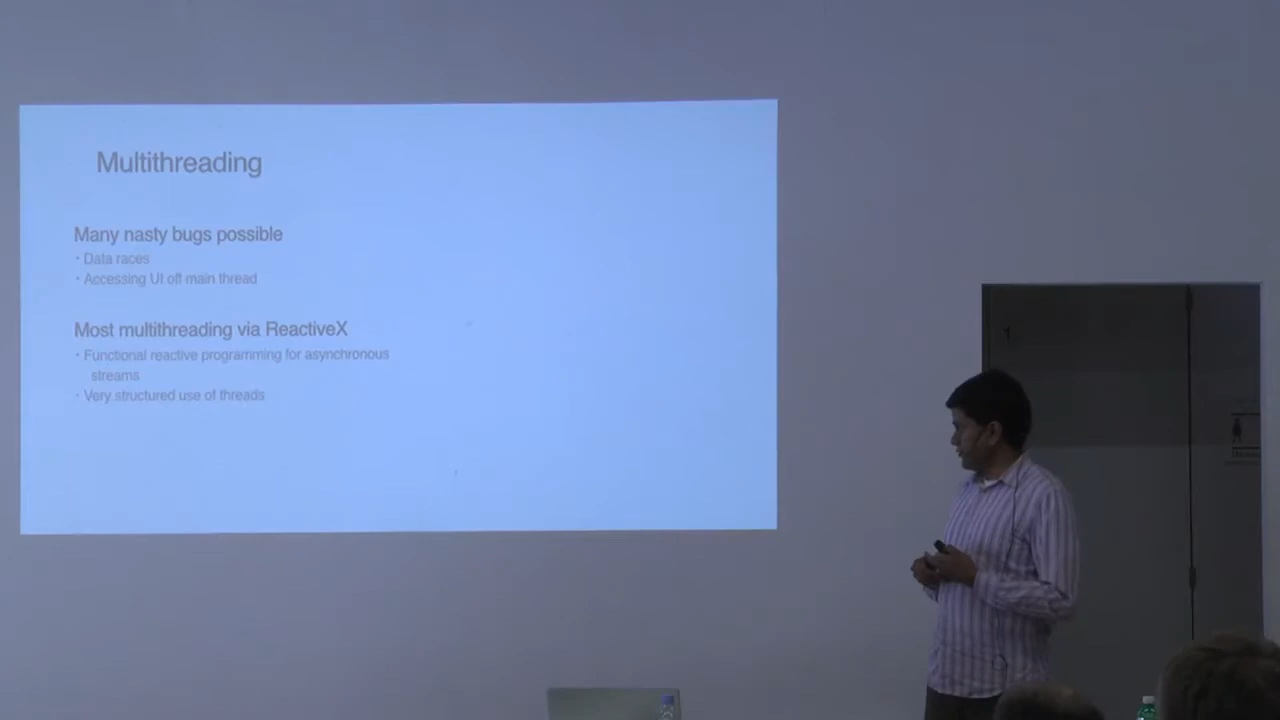 Multithreading
Many nasty bugs possible
• Data races
• Accessing UI off main thread
Most multithreading via ReactiveX
• Functional reactive programming for asynchronous
streams
• Very structured use of threads
1